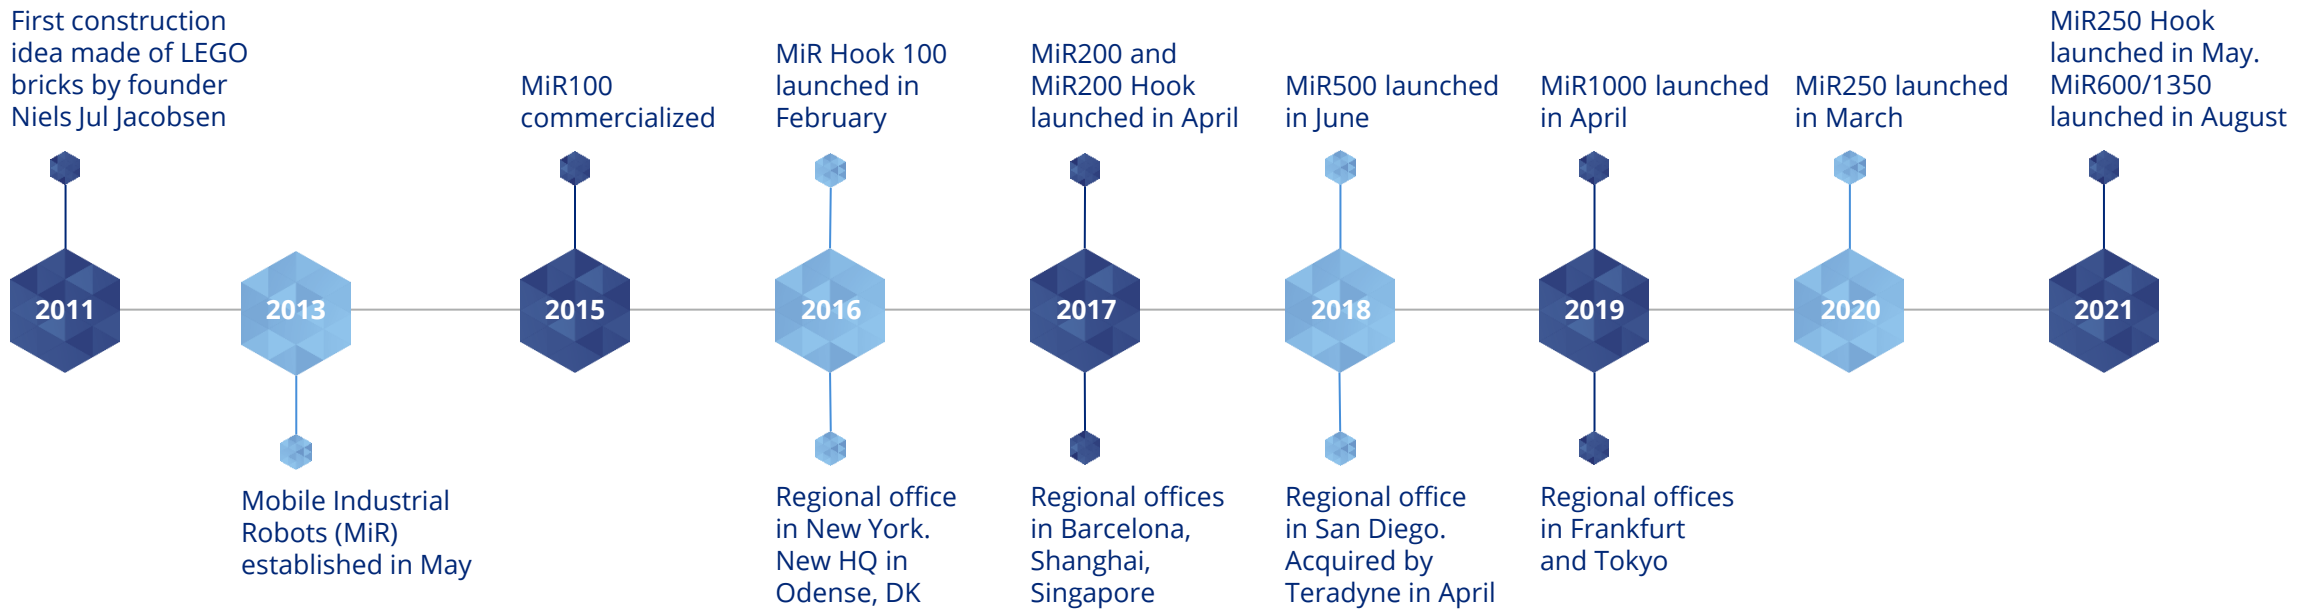 First construction
idea made of LEGO
bricks by founder
Niels Jul Jacobsen
MiR100
commercialized
MiR Hook 100
launched in
February
MiR200 and
MiR200 Hook
launched in April
MiR500 launched
in June
MiR1000 launched
in April
MiR250 launched
in March
MiR250 Hook
launched in May.
MiR600/1350
launched in August
2011
2013
2015
2016
2017
2018
2019
2020
2021
Mobile Industrial
Robots (MiR)
established in May
Regional office
in New York.
New HQ in
Odense, DK
Regional offices
in Barcelona,
Shanghai,
Singapore
Regional office
in San Diego.
Acquired by
Teradyne in April
Regional offices
in Frankfurt
and Tokyo